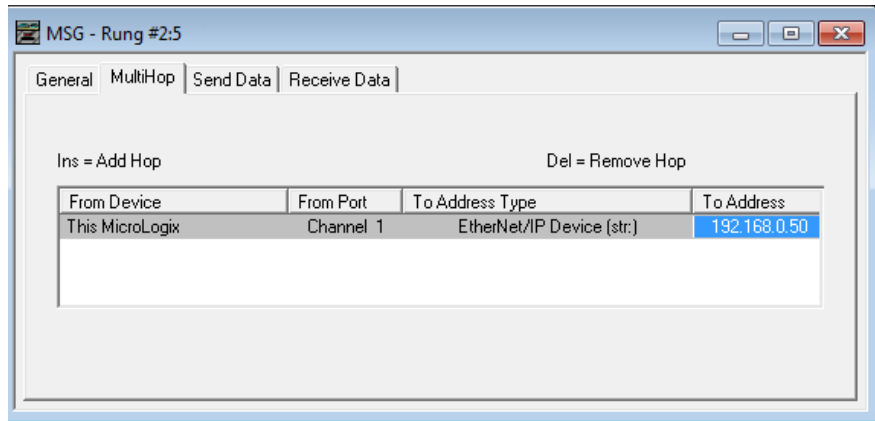 MSG - Rung #2:5
General MultiHop Send Data Receive Data
Ins = Add Hop Del = Remove Hop
From Device From Port To Address Type To Address
This MicroLogix Channel 1 EtherNet/IP Device (str:) 192.168.0.50